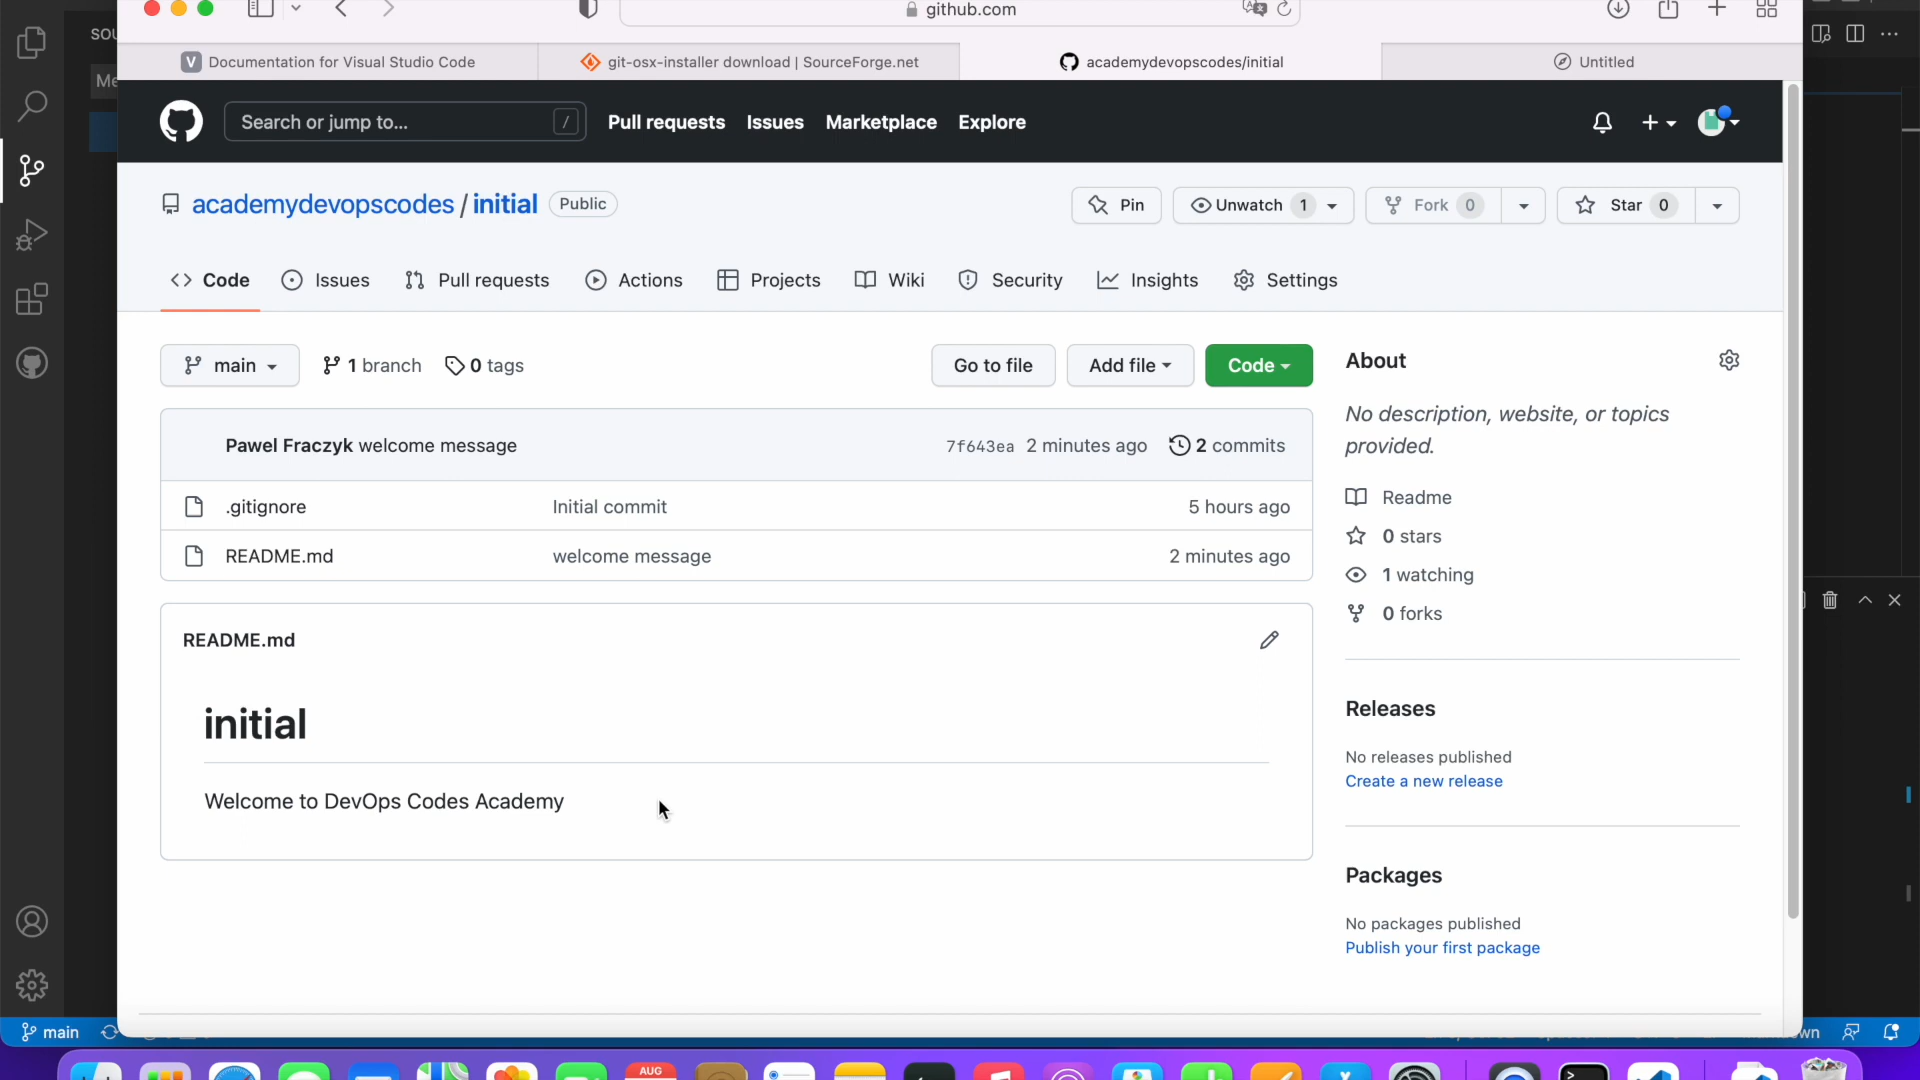 SOU
github.com
V Documentation for Visual Studio Code
git-osx-installer download | SourceForge.net
academydevopscodes/initial
Untitled
Me
Search or jump to... /
Pull requests Issues Marketplace Explore
academydevopscodes / initial Public
Pin
Unwatch 1
Fork 0
Star 0
Code Issues Pull requests Actions Projects Wiki Security Insights Settings
main 1 branch 0 tags
Go to file Add file Code
Pawel Fraczyk welcome message 7f643ea 2 minutes ago 2 commits
.gitignore Initial commit 5 hours ago
README.md welcome message 2 minutes ago
README.md
initial
Welcome to DevOps Codes Academy
About
No description, website, or topics
provided.
Readme
0 stars
1 watching
0 forks
Releases
No releases published
Create a new release
Packages
No packages published
Publish your first package
main
wn
AUG